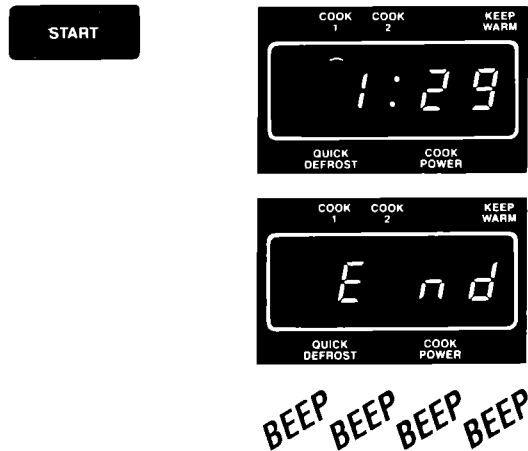 START
COOK 1 COOK 2 KEEP WARM
1:29
QUICK DEFROST COOK POWER
COOK 1 COOK 2 KEEP WARM
E nd
QUICK DEFROST COOK POWER
BEEP BEEP BEEP BEEP